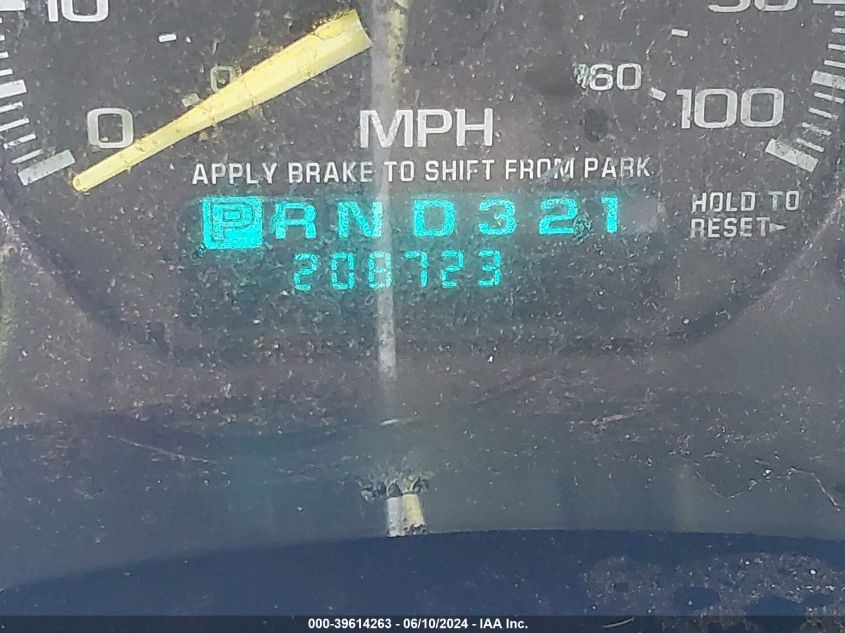 10
0
0
MPH
60
100
APPLY BRAKE TO SHIFT FROM PARK
P R N D 3 2 1
HOLD TO
RESET
208723
000-39614263 - 06/10/2024 - IAA Inc.